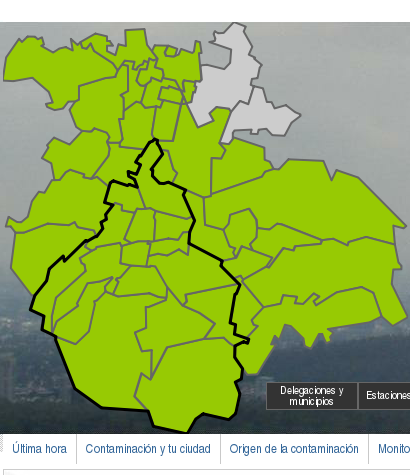 Delegaciones y
municipios
Estaciones
Última hora
Contaminación y tu ciudad
Origen de la contaminación
Monito